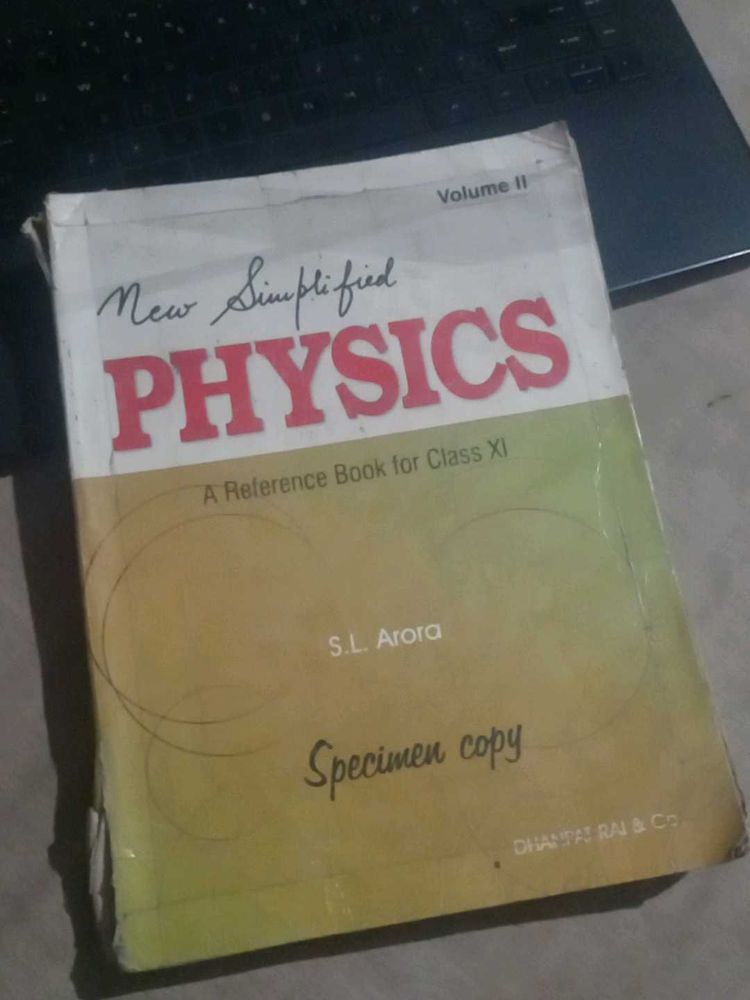 Volume II
New Simplified
PHYSICS
A Reference Book for Class XI
S.L. Arora
Specimen copy
DHANPAT RAI & Co